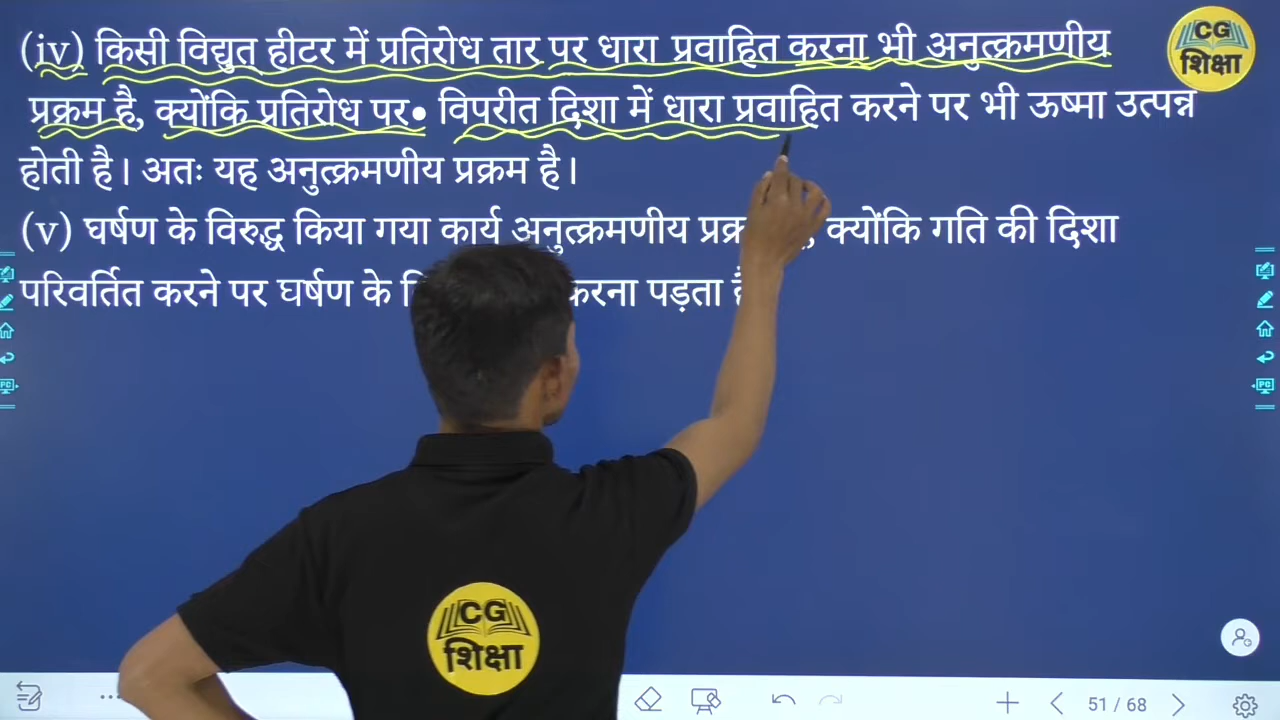 (iv) किसी विद्युत हीटर में प्रतिरोध तार पर धारा प्रवाहित करना भी अनुत्क्रमणीय
प्रक्रम है, क्योंकि प्रतिरोध पर• विपरीत दिशा में धारा प्रवाहित करने पर भी ऊष्मा उत्पन्न
होती है। अतः यह अनुत्क्रमणीय प्रक्रम है।
(v) घर्षण के विरुद्ध किया गया कार्य अनुत्क्रमणीय क्योंकि गति की दिशा
परिवर्तित करने पर घर्षण के करना पड़ता
CG
शिक्षा
CG
शिक्षा
PC
PC
51 / 68